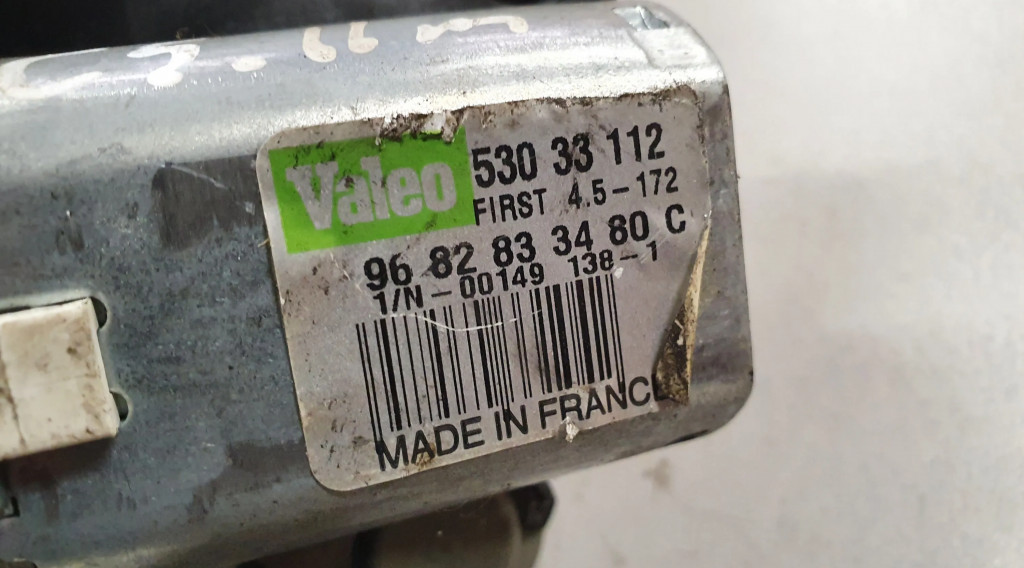 Valeo
530 33 112
FIRST 4.5-172
96 82 83 34 80 C
1/N-00149 138-1
MADE IN FRANCE